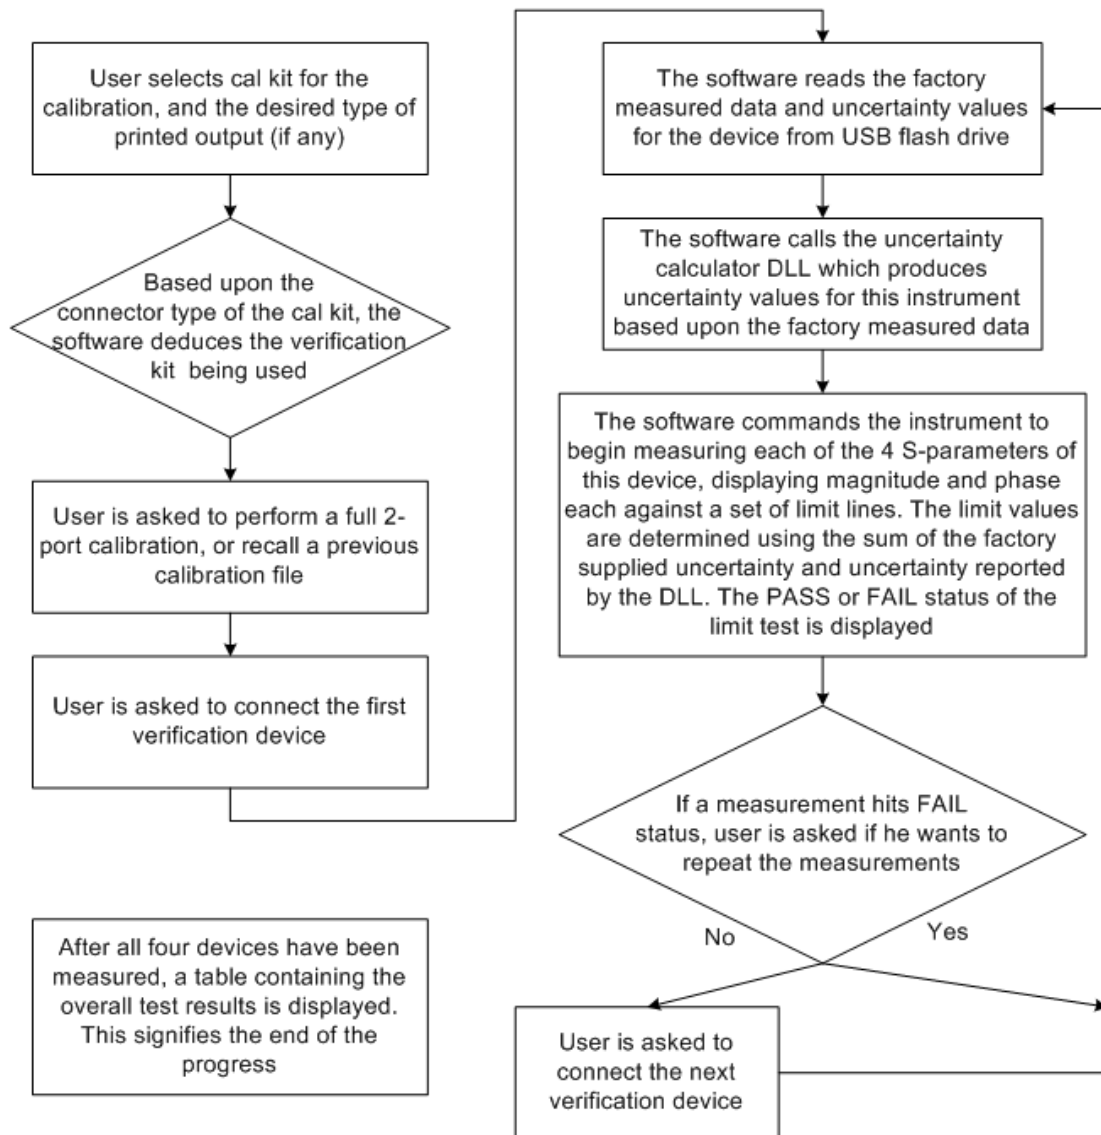 User selects cal kit for the
calibration, and the desired type of
printed output (if any)
Based upon the
connector type of the cal kit, the
software deduces the verification
kit being used
User is asked to perform a full 2-
port calibration, or recall a previous
calibration file
User is asked to connect the first
verification device
The software reads the factory
measured data and uncertainty values
for the device from USB flash drive
The software calls the uncertainty
calculator DLL which produces
uncertainty values for this instrument
based upon the factory measured data
The software commands the instrument to
begin measuring each of the 4 S-parameters of
this device, displaying magnitude and phase
each against a set of limit lines. The limit values
are determined using the sum of the factory
supplied uncertainty and uncertainty reported
by the DLL. The PASS or FAIL status of the
limit test is displayed
If a measurement hits FAIL
status, user is asked if he wants to
repeat the measurements
No
Yes
User is asked to
connect the next
verification device
After all four devices have been
measured, a table containing the
overall test results is displayed.
This signifies the end of the
progress